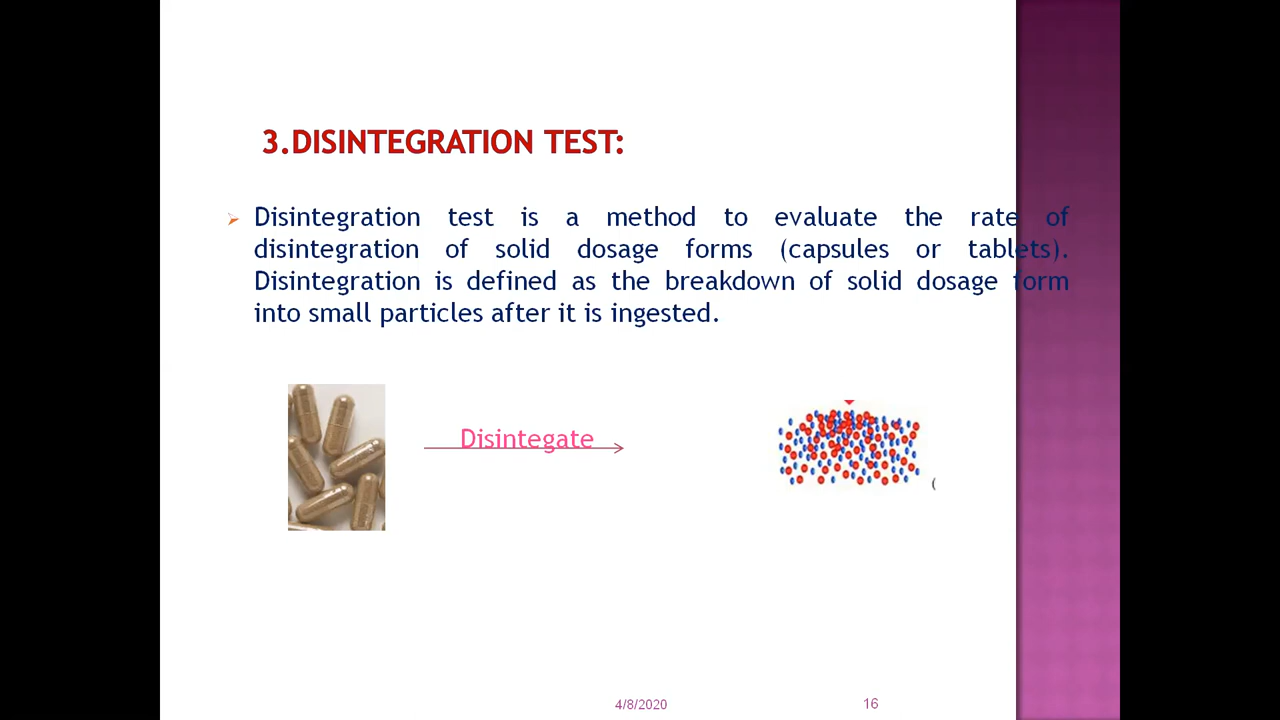 3.DISINTEGRATION TEST:
Disintegration test is a method to evaluate the rate of
disintegration of solid dosage forms (capsules or tablets).
Disintegration is defined as the breakdown of solid dosage form
into small particles after it is ingested.
Disintegate
(
4/8/2020
16